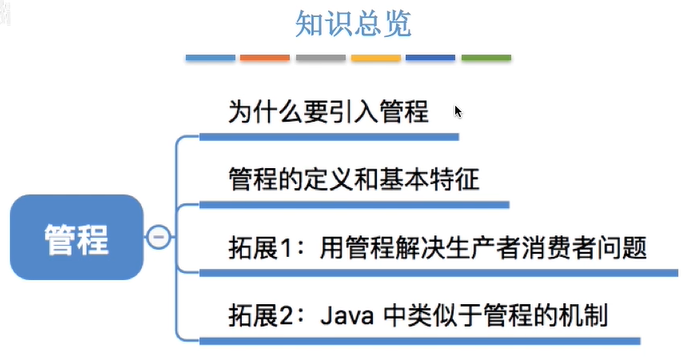 知识总览
为什么要引入管程
管程的定义和基本特征
管程
拓展1：用管程解决生产者消费者问题
拓展2：Java 中类似于管程的机制